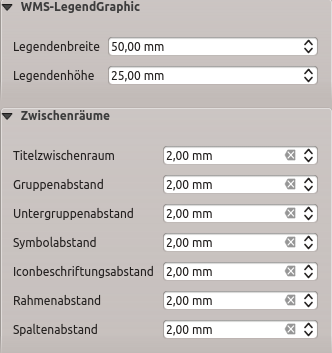 WMS-LegendGraphic
Legendenbreite 50,00 mm
Legendenhöhe 25,00 mm
Zwischenräume
Titelzwischenraum 2,00 mm
Gruppenabstand 2,00 mm
Untergruppenabstand 2,00 mm
Symbolabstand 2,00 mm
Iconbeschriftungsabstand 2,00 mm
Rahmenabstand 2,00 mm
Spaltenabstand 2,00 mm